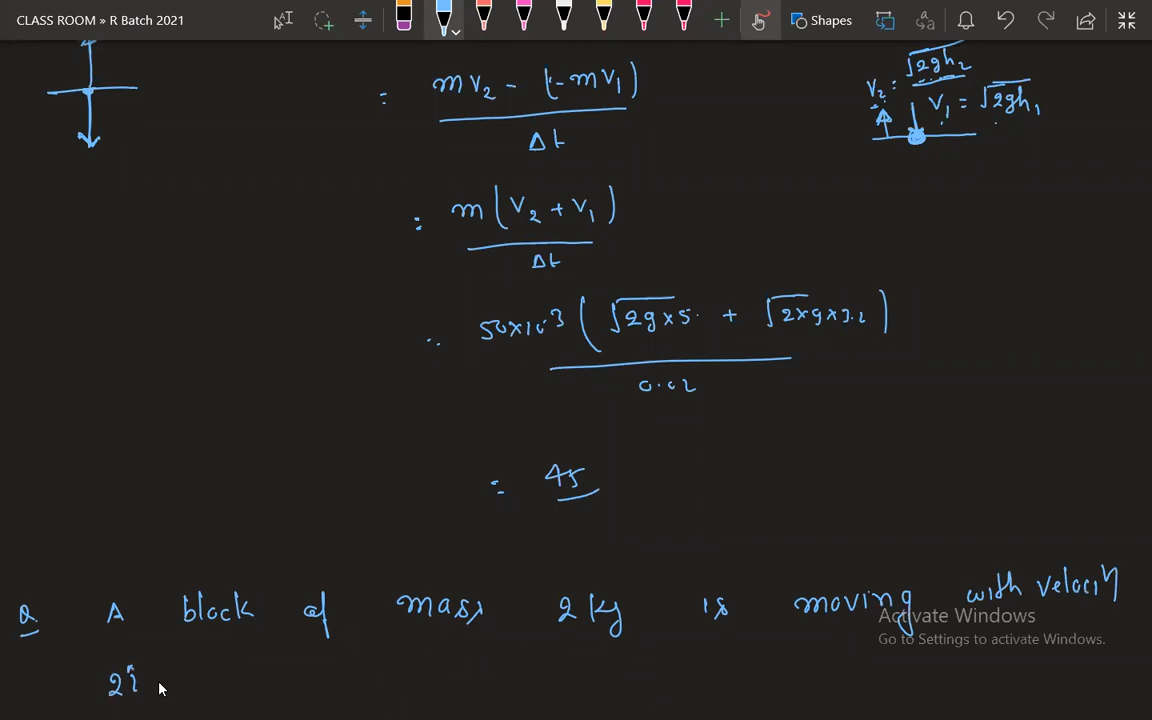 CLASS ROOM » R Batch 2021
Shapes
= mv₂ - (-mv₁) / Δt
v₂ = √2gh₂
v₁ = √2gh₁
= m(v₂ + v₁) / Δt
= 50×10⁻³ (√2g×5 + √2×g×3.2) / 0.02
= 45
Q. A block of mass 2 kg is moving with velocity
2î
Activate Windows
Go to Settings to activate Windows.